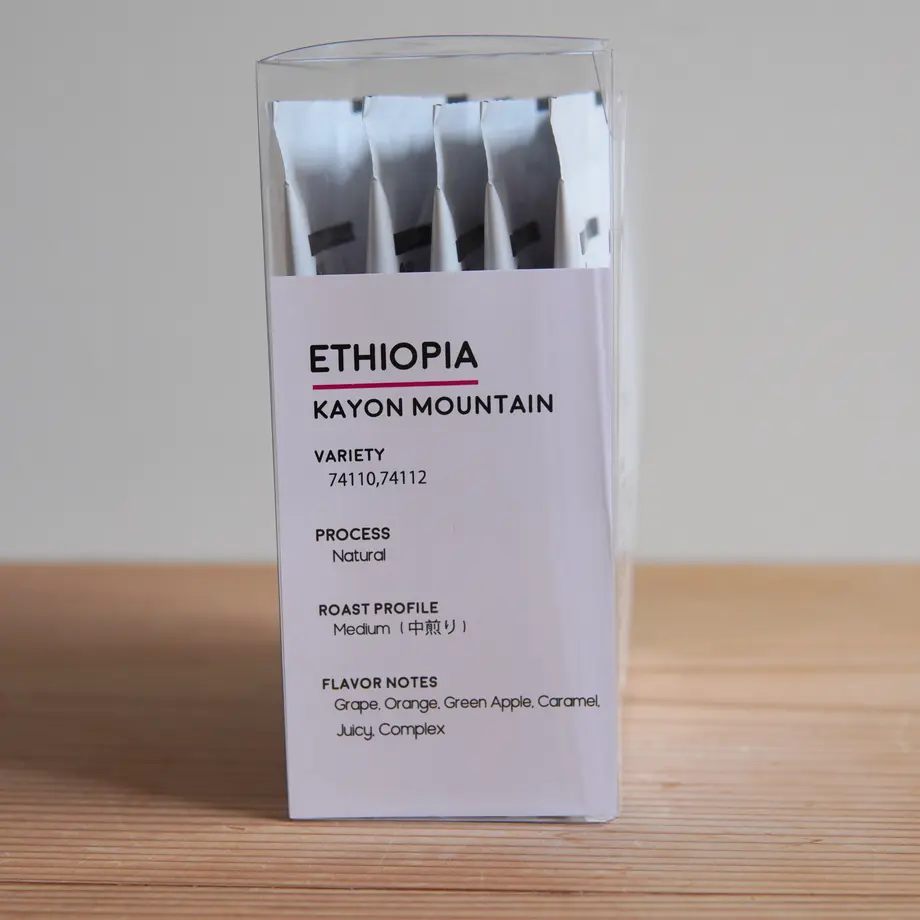 ETHIOPIA
KAYON MOUNTAIN
VARIETY
74110,74112
PROCESS
Natural
ROAST PROFILE
Medium (中煎り)
FLAVOR NOTES
Grape, Orange, Green Apple, Caramel,
Juicy, Complex